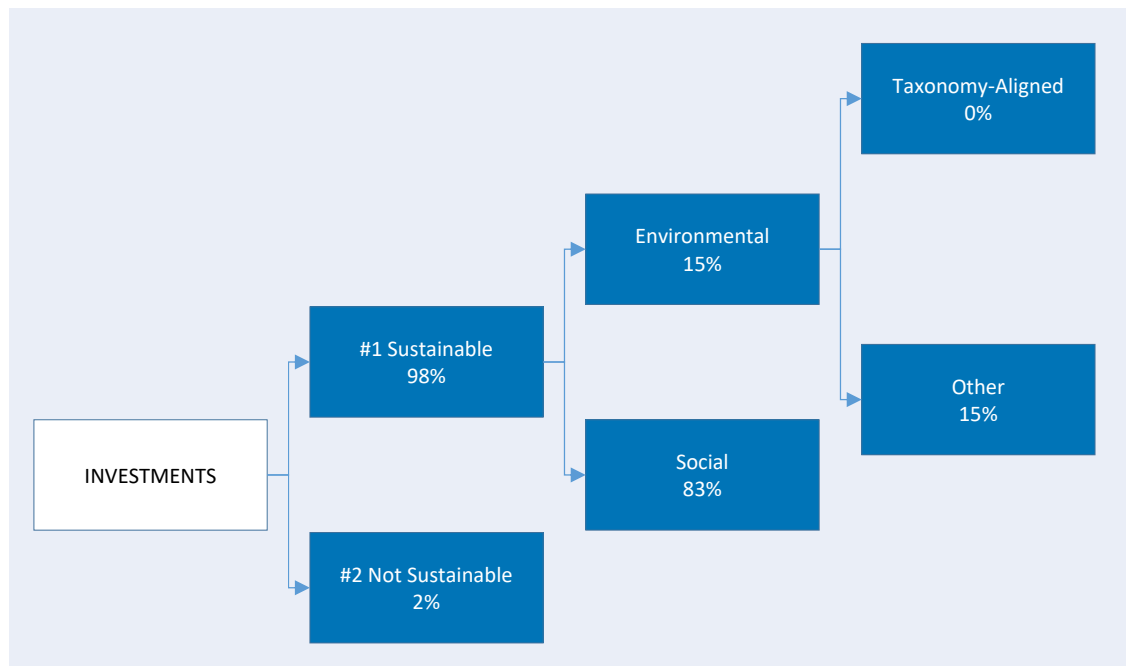 INVESTMENTS
#1 Sustainable
98%
#2 Not Sustainable
2%
Environmental
15%
Social
83%
Taxonomy-Aligned
0%
Other
15%